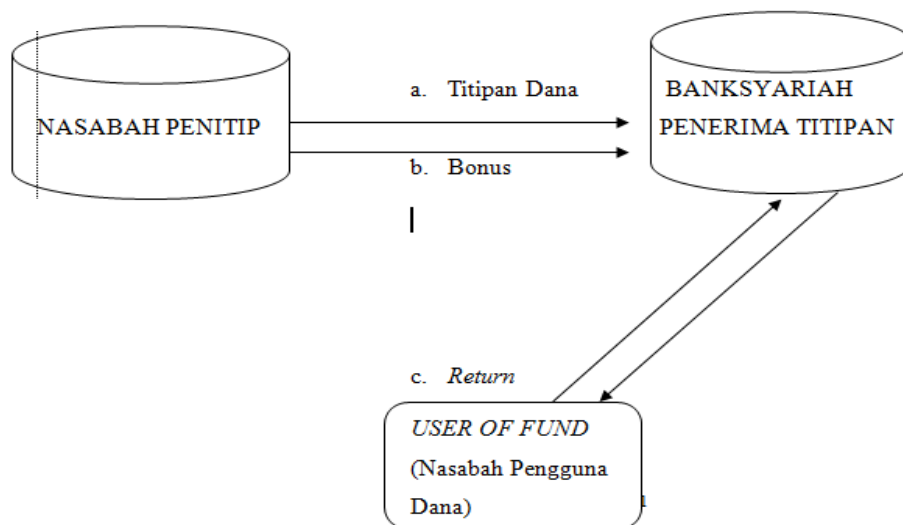 a. Titipan Dana
NASABAH PENITIP
BANKSYARIAH
PENERIMA TITIPAN
b. Bonus
c. Return
USER OF FUND
(Nasabah Pengguna
Dana)